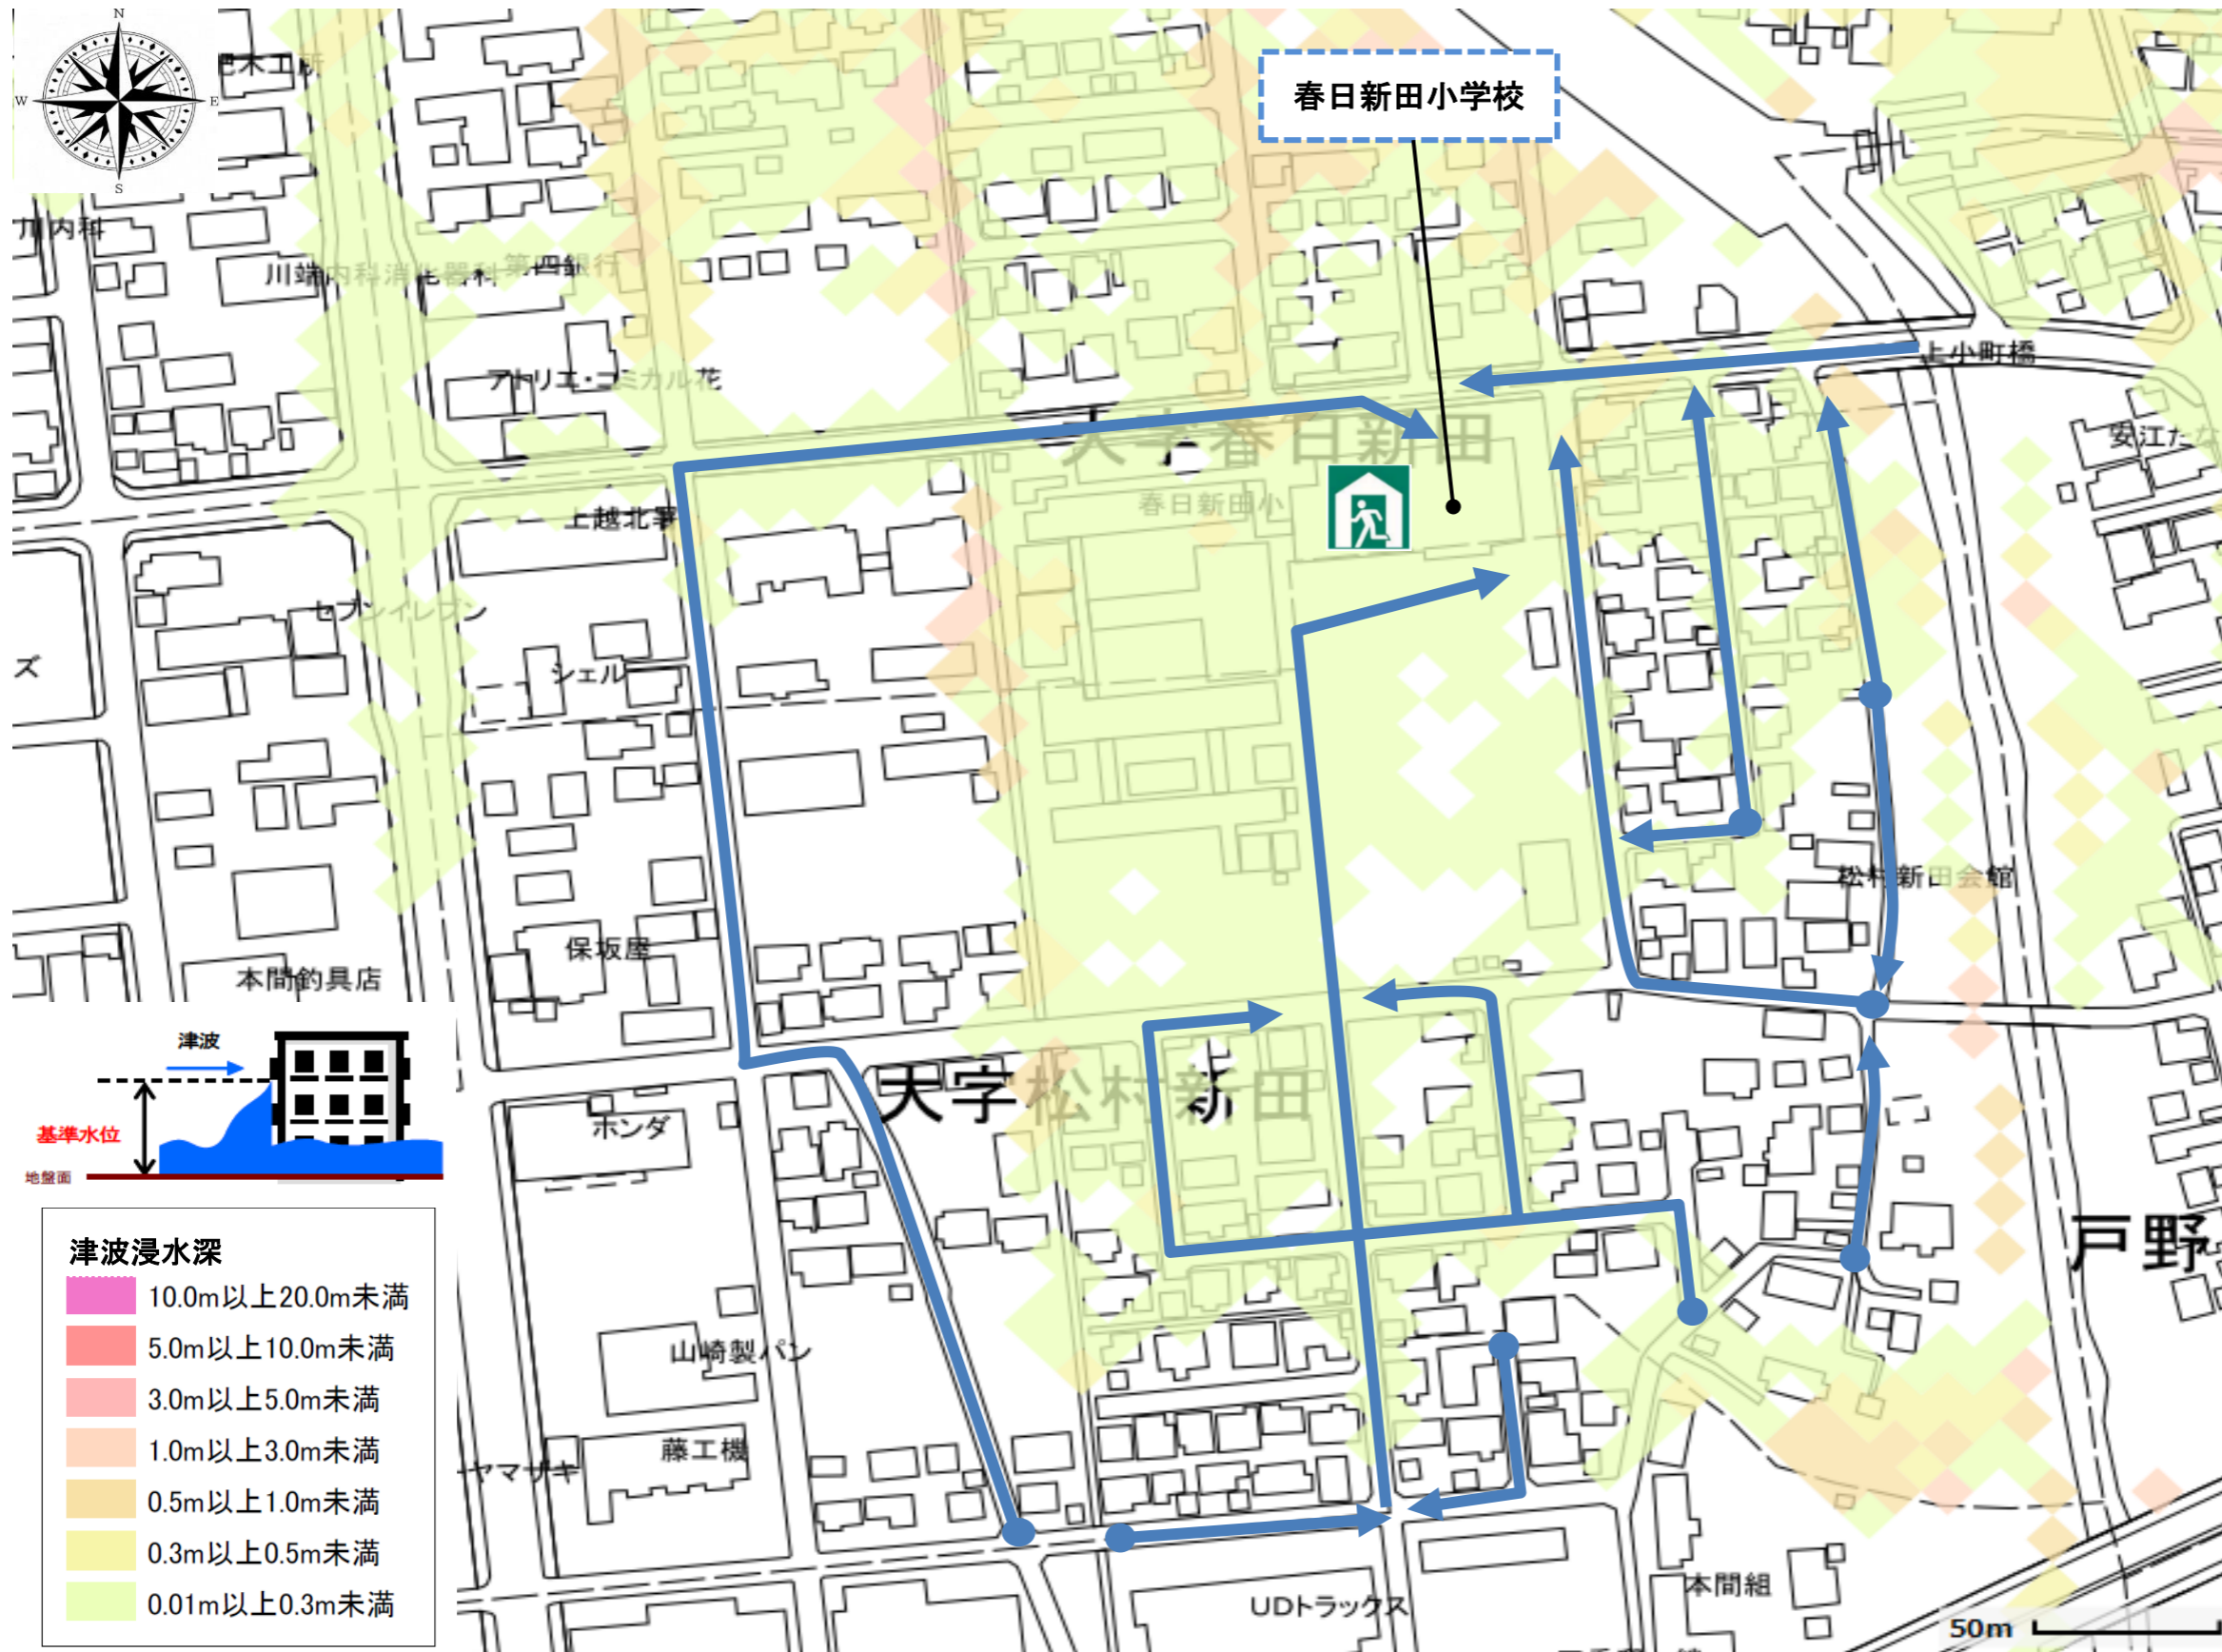 N
W
E
S
春日新田小学校
川内科
川端内科消化器科
第四銀行
アトリエ・コミカル花
上小町橋
大字春日新田
春日新田小
上越北署
セブンイレブン
シェル
ズ
松村新田会館
保坂屋
本間釣具店
津波
基準水位
地盤面
大字松村新田
ホンダ
戸野
山崎製パン
藤工機
ヤマザキ
UDトラックス
本間組
津波浸水深
10.0m以上20.0m未満
5.0m以上10.0m未満
3.0m以上5.0m未満
1.0m以上3.0m未満
0.5m以上1.0m未満
0.3m以上0.5m未満
0.01m以上0.3m未満
50m